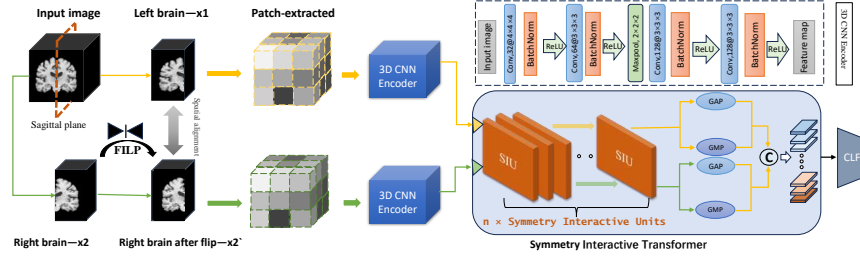 Input image
Left brain—x1
Patch-extracted
Sagittal plane
Spatial alignment
FILP
Right brain—x2
Right brain after flip—x2`
3D CNN
Encoder
3D CNN
Encoder
Input image
Conv,32@4×4×4
BatchNorm
ReLU
Conv,64@3×3×3
BatchNorm
ReLU
Maxpool, 2×2×2
Conv,128@3×3×3
BatchNorm
ReLU
Conv,128@3×3×3
BatchNorm
ReLU
Feature map
3D CNN Encoder
SIU
SIU
GAP
GMP
GAP
GMP
C
CLF
n × Symmetry Interactive Units
Symmetry Interactive Transformer